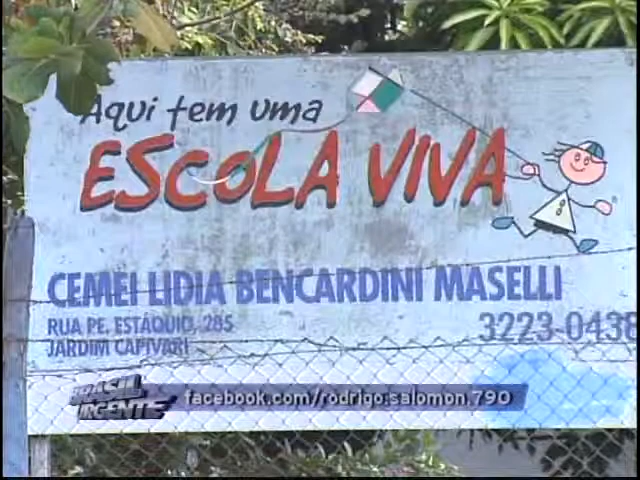 Aqui tem uma
ESCOLA VIVA
CEMEI LIDIA BENCARDINI MASELLI
RUA PE. ESTÁQUIO, 285
3223-0438
JARDIM CAPIVARI
BRASIL
URGENTE
facebook.com/rodrigo.salomon.790